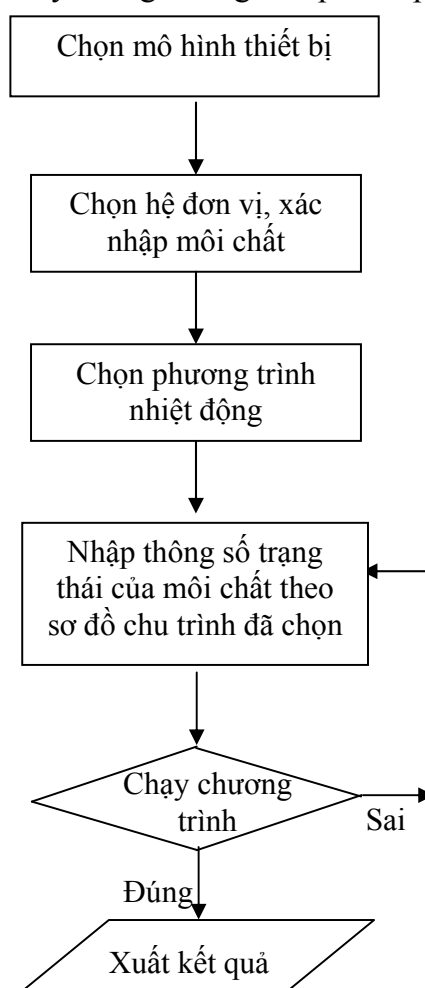 Chọn mô hình thiết bị
Chọn hệ đơn vị, xác
nhập môi chất
Chọn phương trình
nhiệt động
Nhập thông số trạng
thái của môi chất theo
sơ đồ chu trình đã chọn
Chạy chương
trình
Sai
Đúng
Xuất kết quả